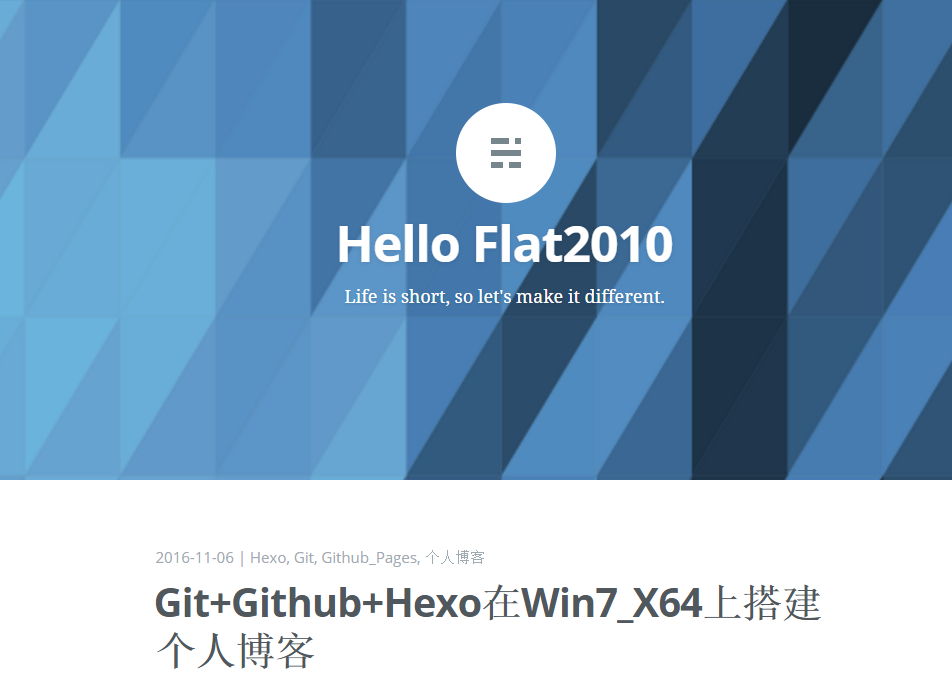 Hello Flat2010
Life is short, so let's make it different.
2016-11-06 | Hexo, Git, Github_Pages, 个人博客
Git+Github+Hexo在Win7_X64上搭建
个人博客